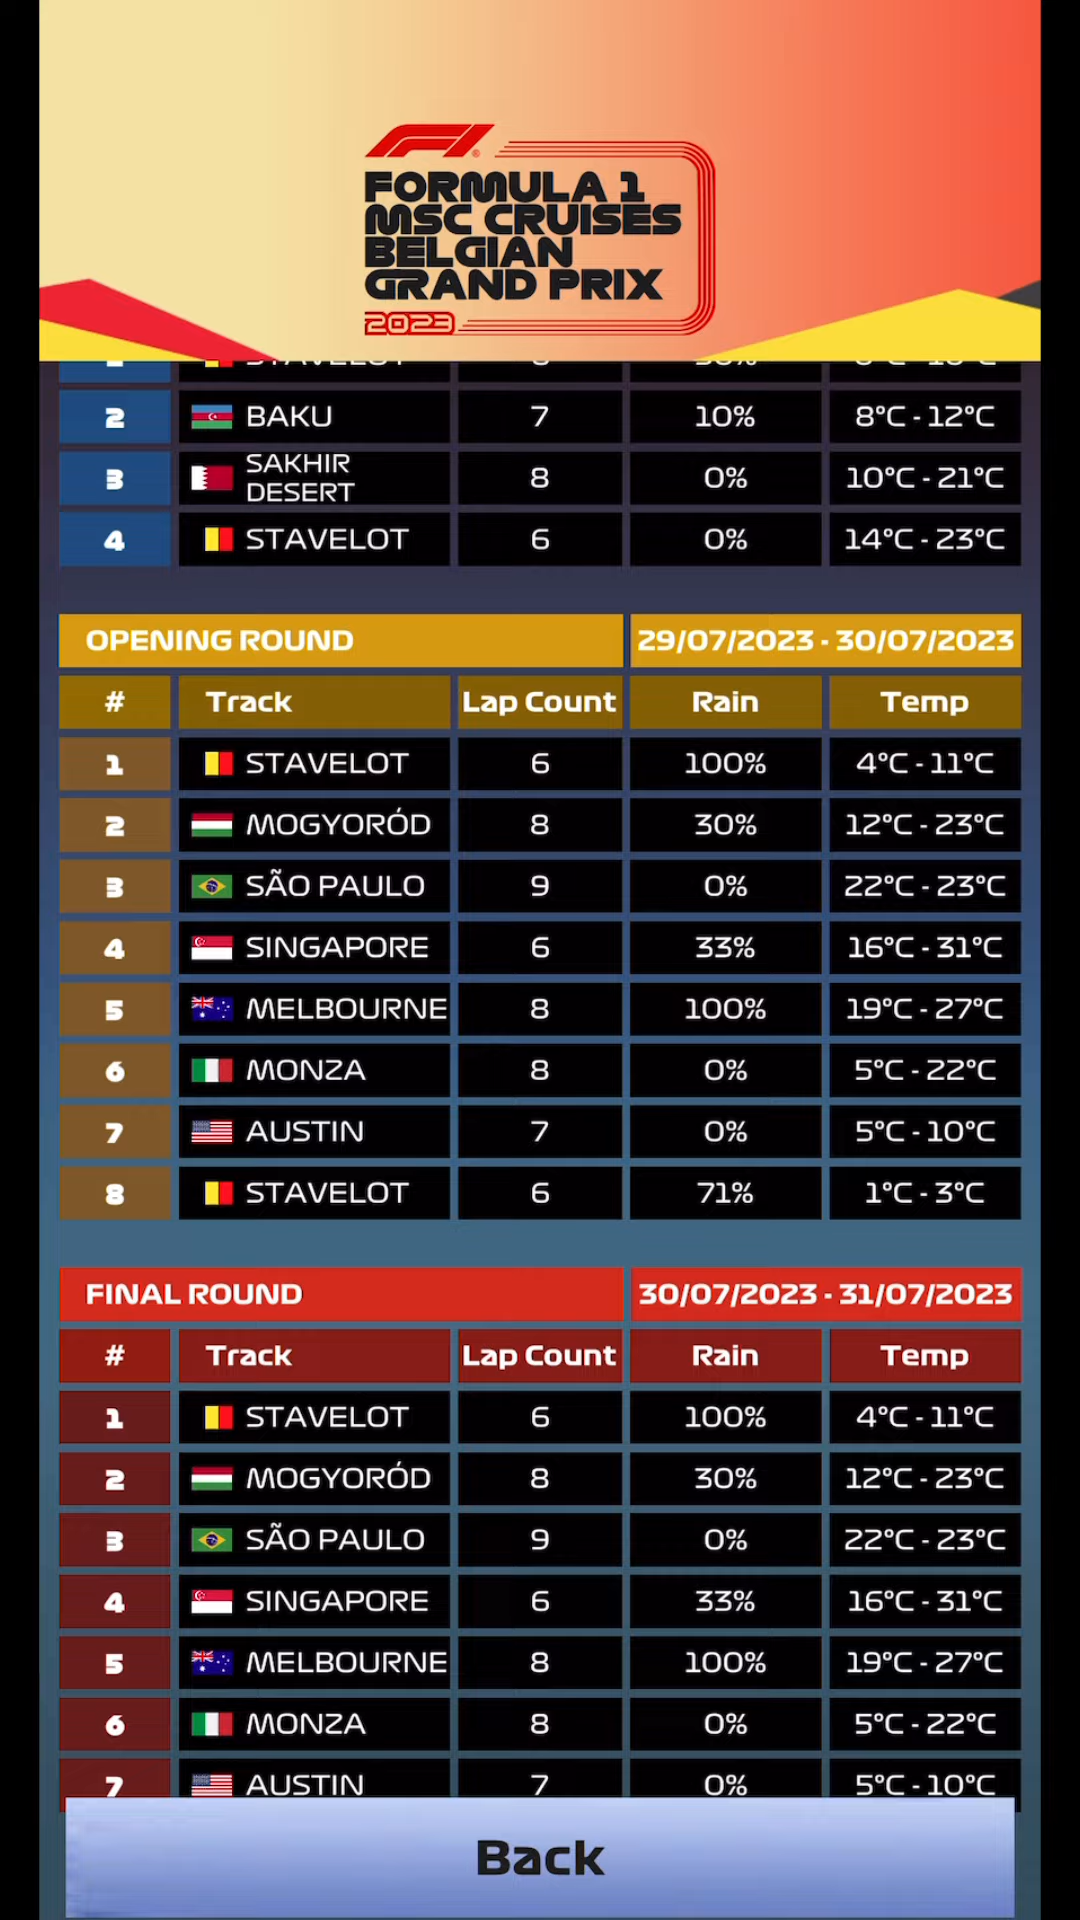 FORMULA 1
MSC CRUISES
BELGIAN
GRAND PRIX
2023
2 BAKU 7 10% 8°C - 12°C
3 SAKHIR DESERT 8 0% 10°C - 21°C
4 STAVELOT 6 0% 14°C - 23°C
OPENING ROUND 29/07/2023 - 30/07/2023
# Track Lap Count Rain Temp
1 STAVELOT 6 100% 4°C - 11°C
2 MOGYORÓD 8 30% 12°C - 23°C
3 SÃO PAULO 9 0% 22°C - 23°C
4 SINGAPORE 6 33% 16°C - 31°C
5 MELBOURNE 8 100% 19°C - 27°C
6 MONZA 8 0% 5°C - 22°C
7 AUSTIN 7 0% 5°C - 10°C
8 STAVELOT 6 71% 1°C - 3°C
FINAL ROUND 30/07/2023 - 31/07/2023
# Track Lap Count Rain Temp
1 STAVELOT 6 100% 4°C - 11°C
2 MOGYORÓD 8 30% 12°C - 23°C
3 SÃO PAULO 9 0% 22°C - 23°C
4 SINGAPORE 6 33% 16°C - 31°C
5 MELBOURNE 8 100% 19°C - 27°C
6 MONZA 8 0% 5°C - 22°C
7 AUSTIN 7 0% 5°C - 10°C
Back